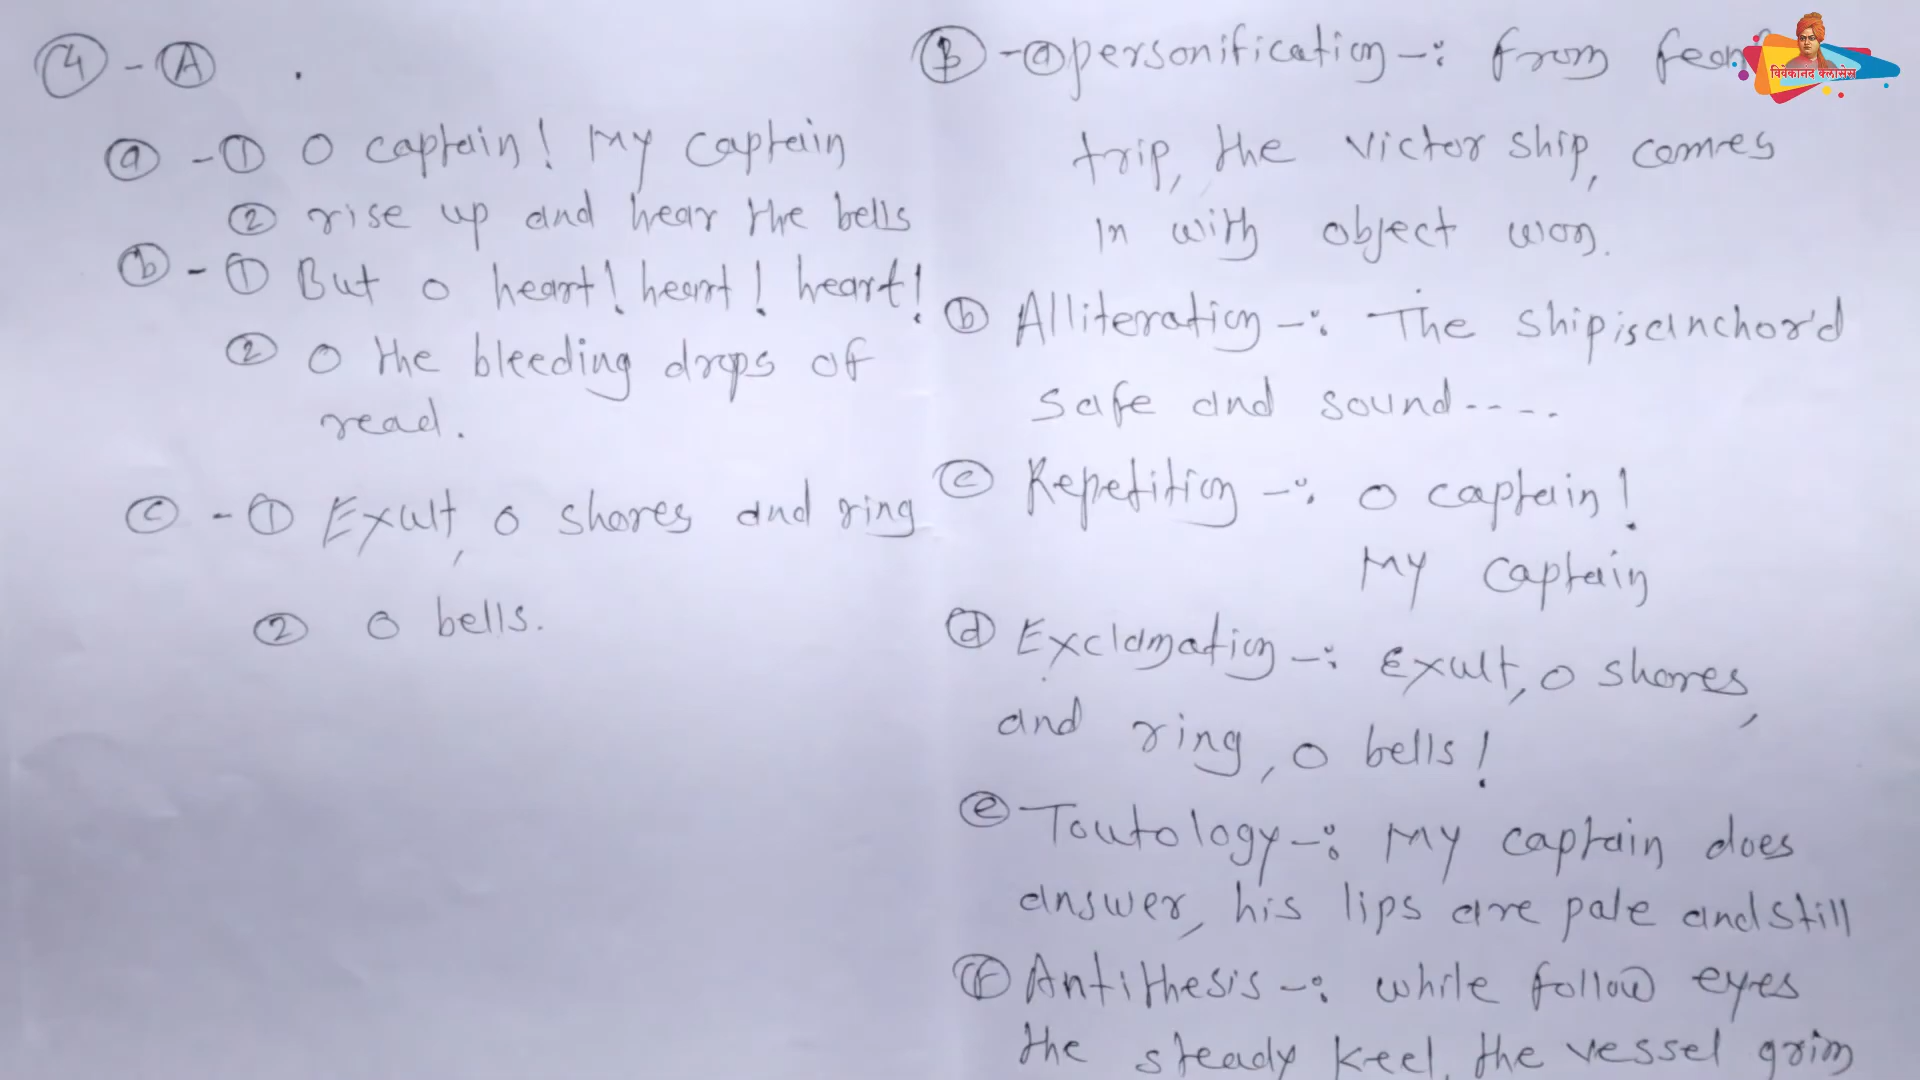 4 - A
a - 1 O captain! My captain
2 rise up and hear the bells
b - 1 But o heart! heart! heart!
2 O the bleeding drops of
read.
c - 1 Exult, o shores and ring
2 O bells.
B - a personification -: from
trip, the victor ship, comes
In with object won.
b Alliteration -: The ship is anchor'd
safe and sound----.
c Repetition -: O captain!
My captain
d Exclamation -: Exult, o shores,
and ring, o bells!
e Toutology -: My captain does
answer, his lips are pale and still
f Antithesis -: while follow eyes
the steady keel, the vessel grim
विवेकानंद क्लासेस